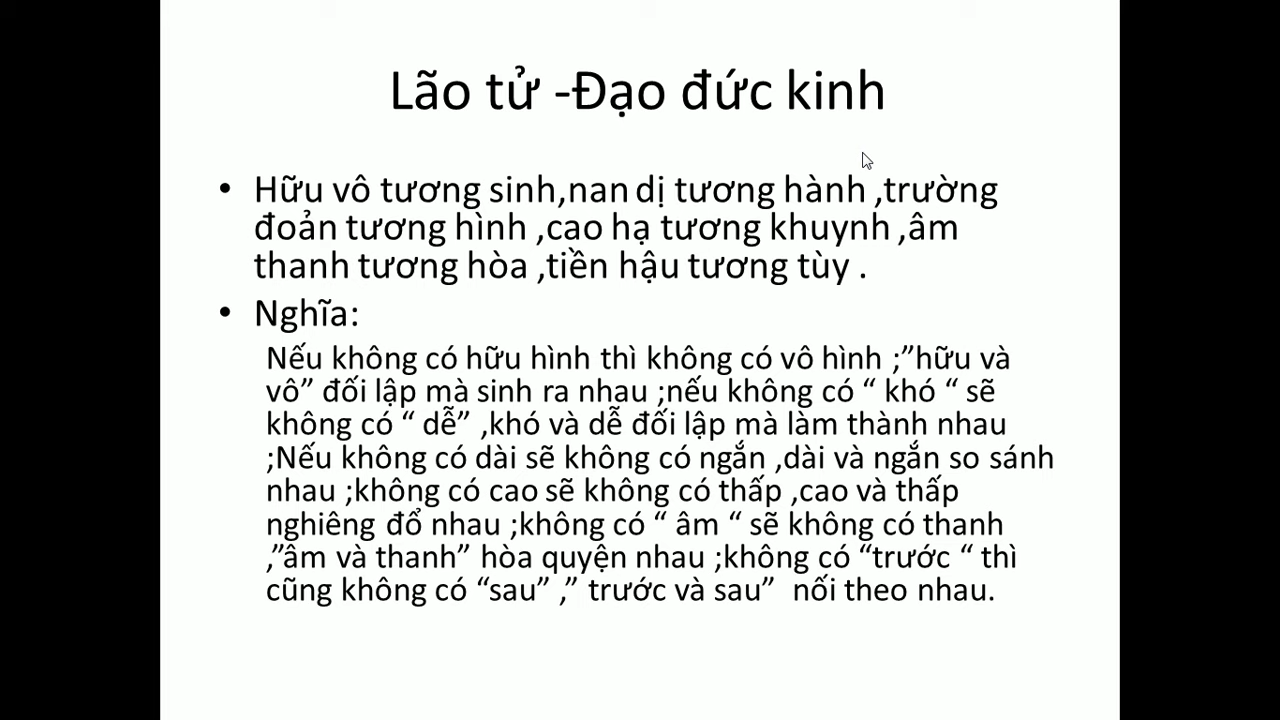 Lão tử -Đạo đức kinh
• Hữu vô tương sinh,nan dị tương hành ,trường
đoản tương hình ,cao hạ tương khuynh ,âm
thanh tương hòa ,tiền hậu tương tùy .
• Nghĩa:
Nếu không có hữu hình thì không có vô hình ;”hữu và
vô” đối lập mà sinh ra nhau ;nếu không có “ khó “ sẽ
không có “ dễ” ,khó và dễ đối lập mà làm thành nhau
;Nếu không có dài sẽ không có ngắn ,dài và ngắn so sánh
nhau ;không có cao sẽ không có thấp ,cao và thấp
nghiêng đổ nhau ;không có “ âm “ sẽ không có thanh
,”âm và thanh” hòa quyện nhau ;không có “trước “ thì
cũng không có “sau” ,” trước và sau”  nối theo nhau.